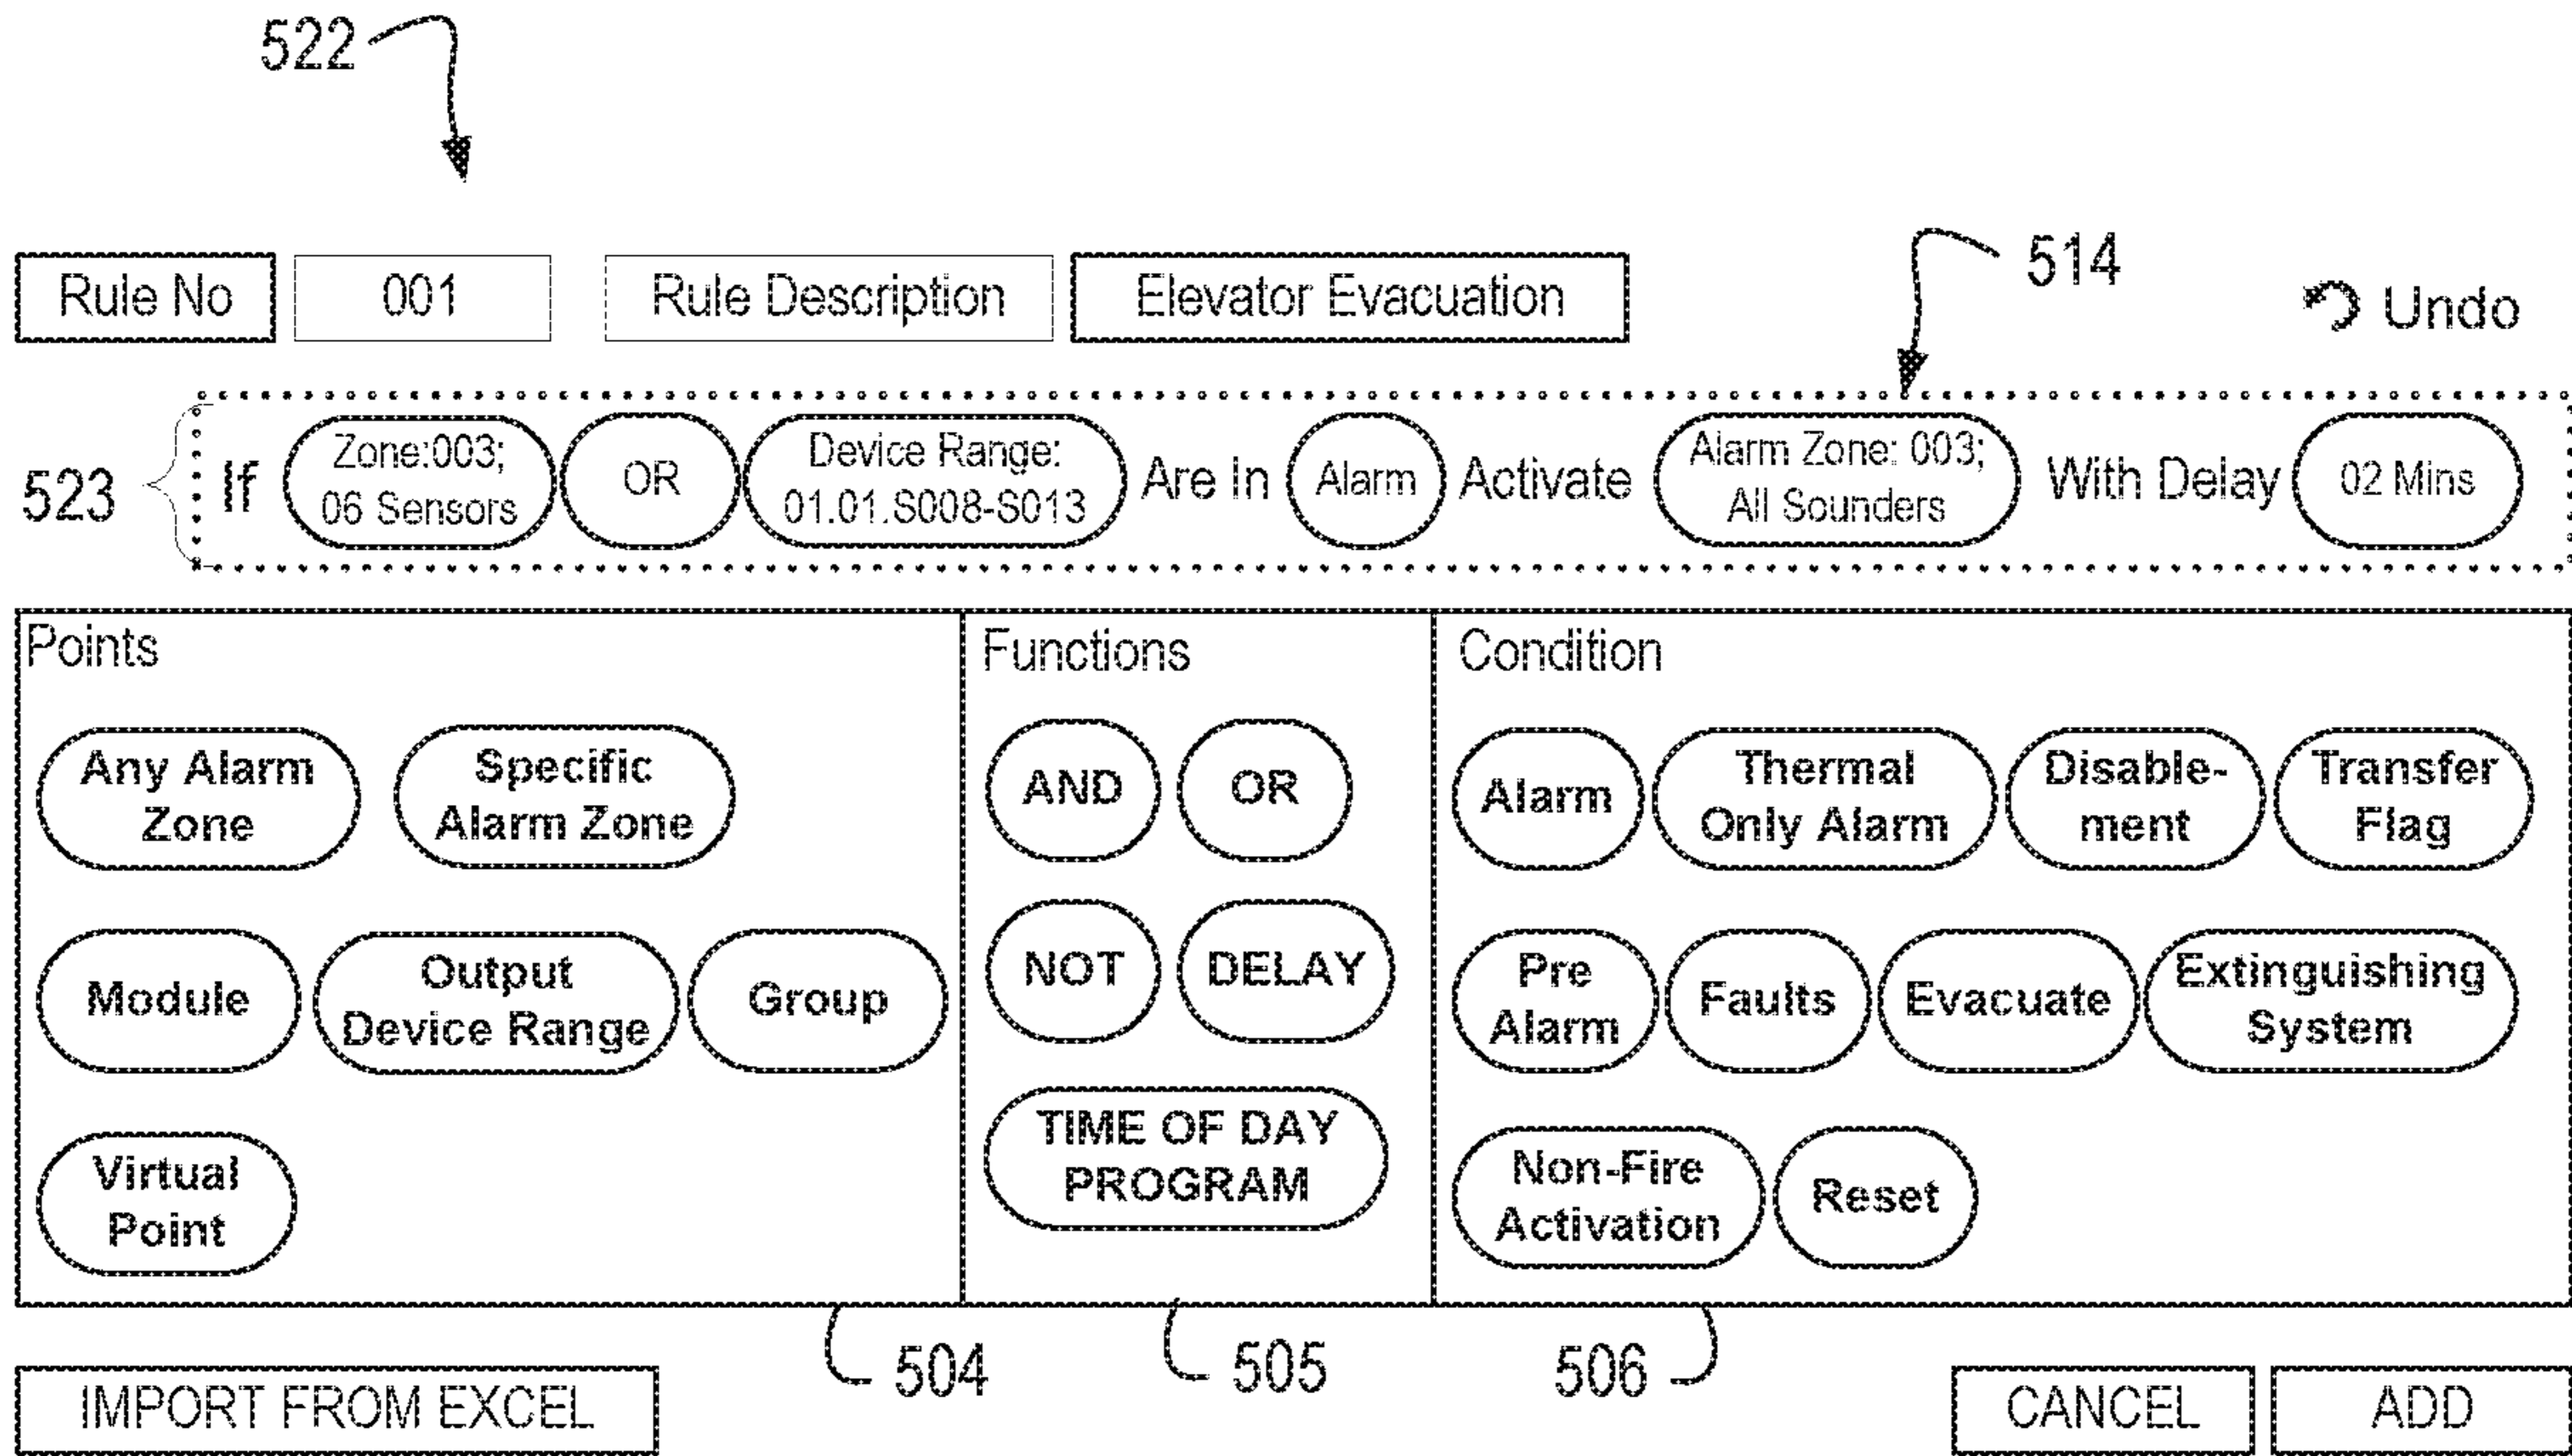 522
514
Rule No 001 Rule Description Elevator Evacuation Undo
523
If Zone:003; 06 Sensors OR Device Range: 01.01.S008-S013 Are In Alarm Activate Alarm Zone: 003; All Sounders With Delay 02 Mins
Points
Any Alarm
Zone
Specific
Alarm Zone
Module
Output
Device Range
Group
Virtual
Point
Functions
AND
OR
NOT
DELAY
TIME OF DAY
PROGRAM
Condition
Alarm
Thermal
Only Alarm
Disable-
ment
Transfer
Flag
Pre
Alarm
Faults
Evacuate
Extinguishing
System
Non-Fire
Activation
Reset
504
505
506
IMPORT FROM EXCEL
CANCEL
ADD